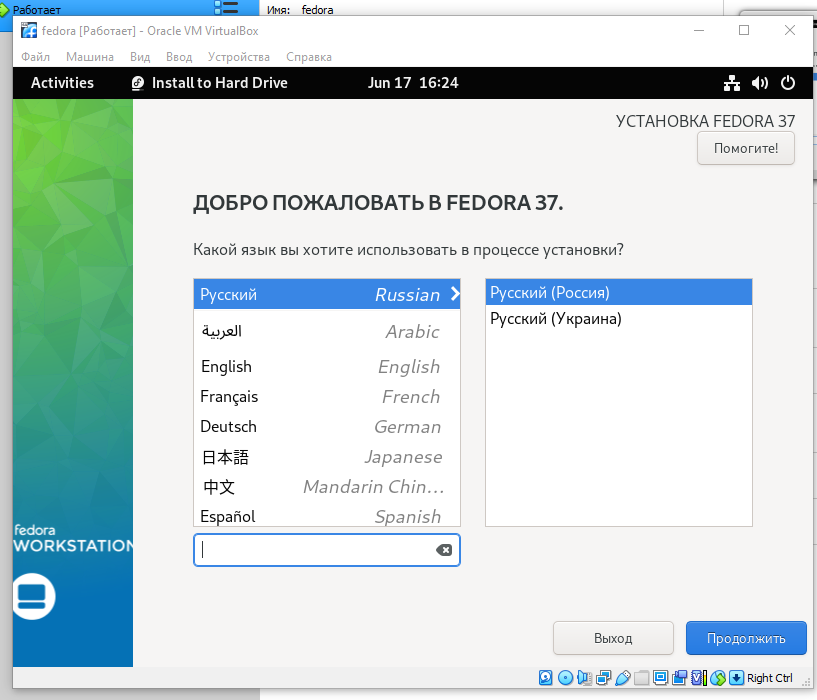 Работает
Имя: fedora
fedora [Работает] - Oracle VM VirtualBox
Файл Машина Вид Ввод Устройства Справка
Activities Install to Hard Drive Jun 17 16:24
УСТАНОВКА FEDORA 37
Помогите!
ДОБРО ПОЖАЛОВАТЬ В FEDORA 37.
Какой язык вы хотите использовать в процессе установки?
Русский Russian
العربية Arabic
English English
Français French
Deutsch German
日本語 Japanese
中文 Mandarin Chin...
Español Spanish
Русский (Россия)
Русский (Украина)
fedora
WORKSTATION
Выход Продолжить
Right Ctrl